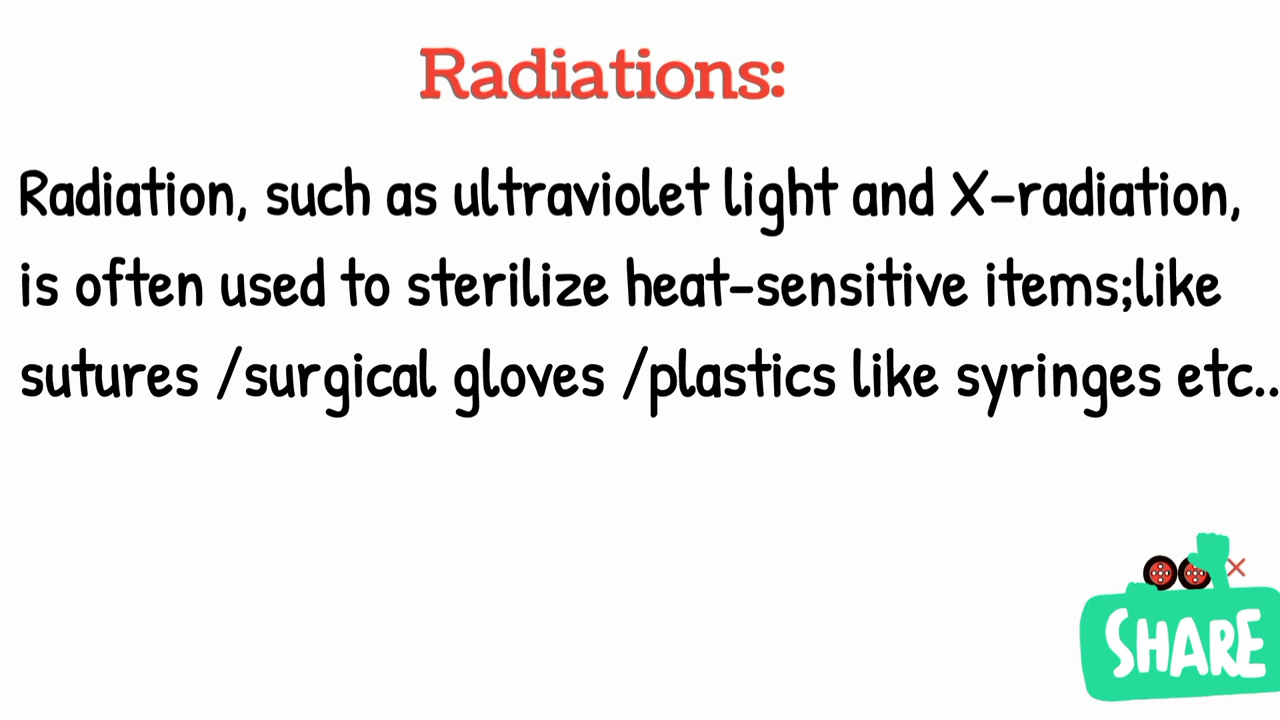 Radiations:
Radiation, such as ultraviolet light and X-radiation,
is often used to sterilize heat-sensitive items;like
sutures /surgical gloves /plastics like syringes etc..
SHARE